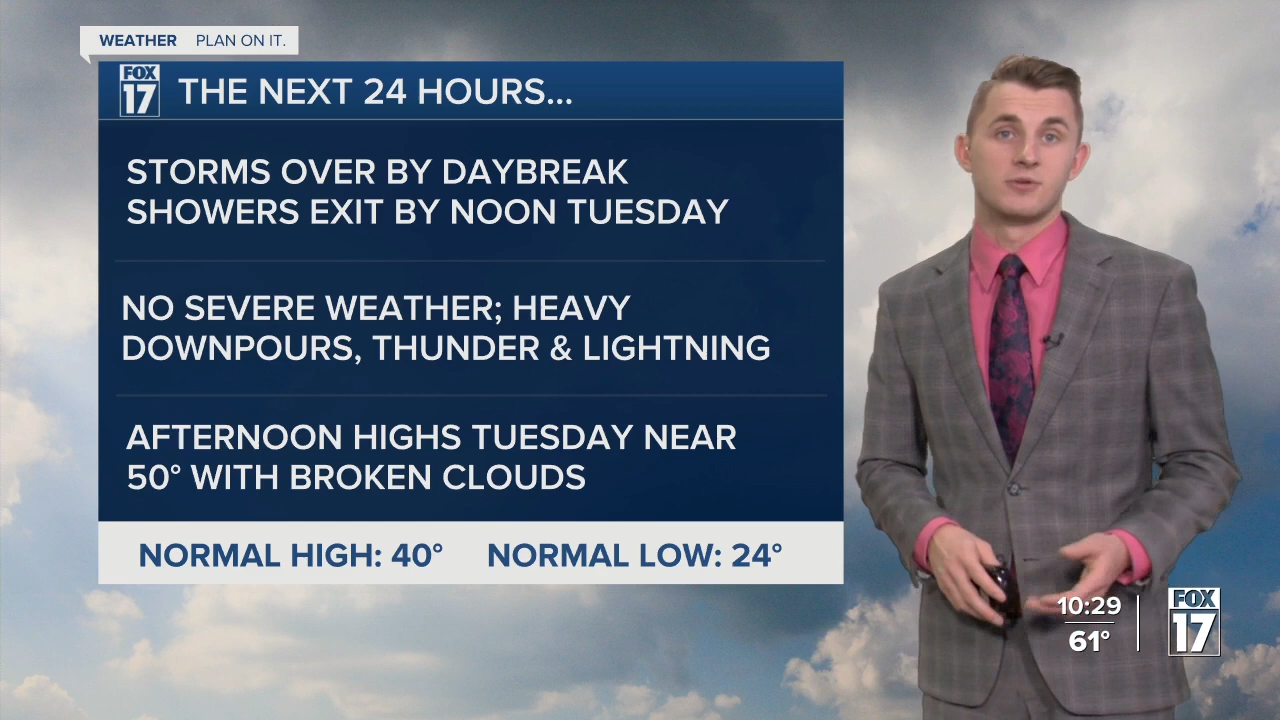 WEATHER PLAN ON IT.
FOX
17
THE NEXT 24 HOURS...
STORMS OVER BY DAYBREAK
SHOWERS EXIT BY NOON TUESDAY
NO SEVERE WEATHER; HEAVY
DOWNPOURS, THUNDER & LIGHTNING
AFTERNOON HIGHS TUESDAY NEAR
50° WITH BROKEN CLOUDS
NORMAL HIGH: 40° NORMAL LOW: 24°
10:29
61°
FOX
17